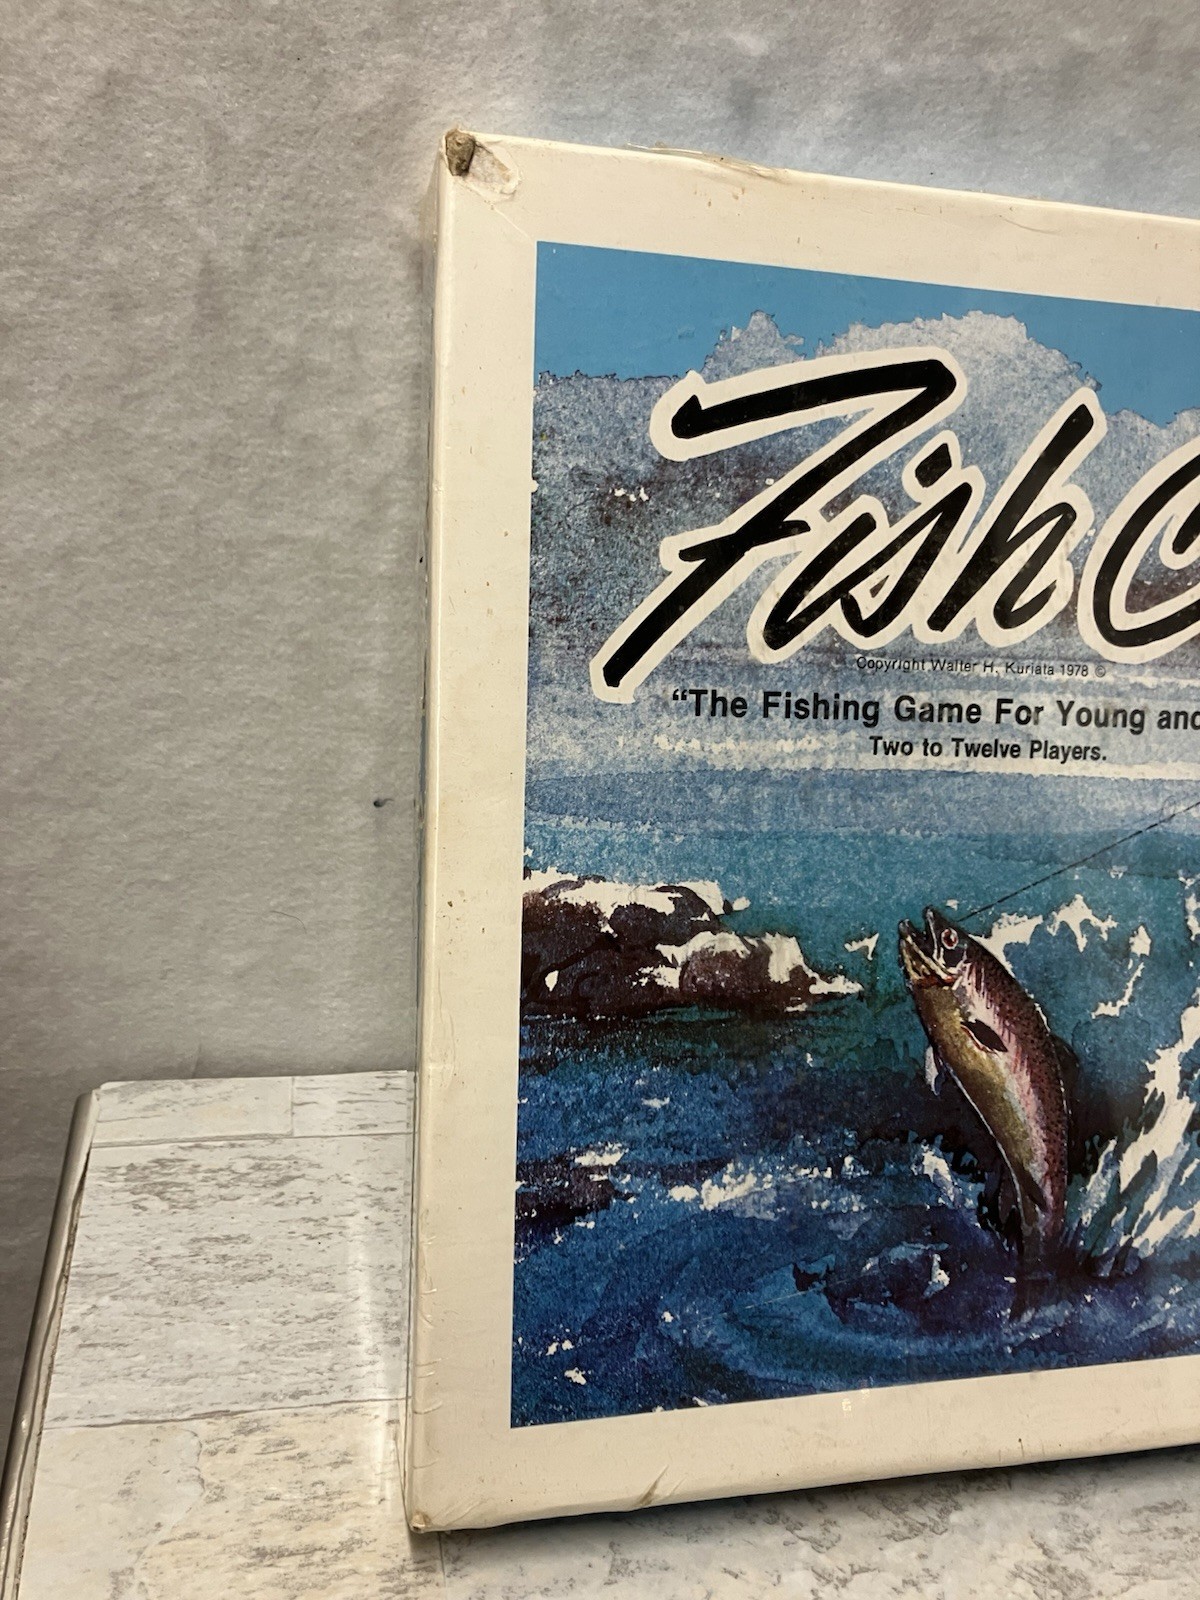 Fish C
Copyright Walter H. Kuriata 1978 ©
“The Fishing Game For Young and
Two to Twelve Players.